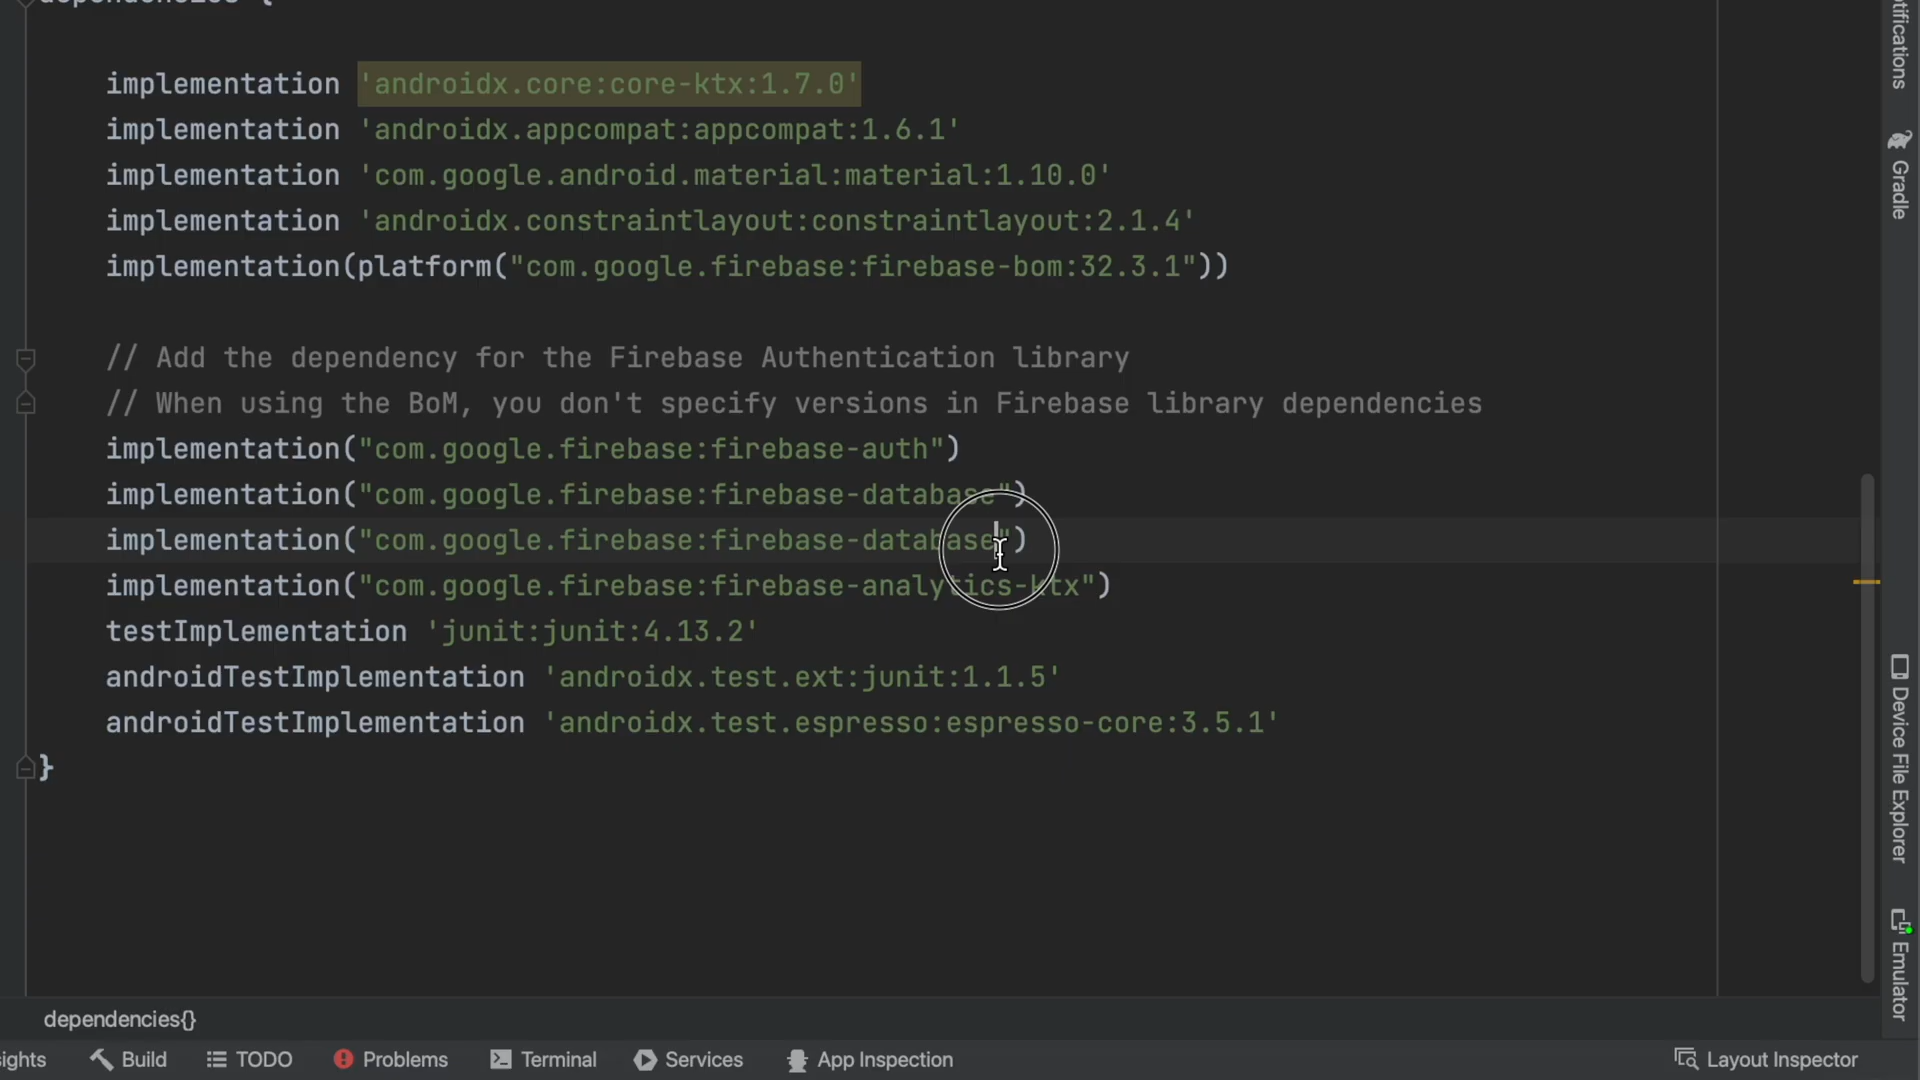 dependencies {
implementation 'androidx.core:core-ktx:1.7.0'
implementation 'androidx.appcompat:appcompat:1.6.1'
implementation 'com.google.android.material:material:1.10.0'
implementation 'androidx.constraintlayout:constraintlayout:2.1.4'
implementation(platform("com.google.firebase:firebase-bom:32.3.1"))
// Add the dependency for the Firebase Authentication library
// When using the BoM, you don't specify versions in Firebase library dependencies
implementation("com.google.firebase:firebase-auth")
implementation("com.google.firebase:firebase-database")
implementation("com.google.firebase:firebase-database")
implementation("com.google.firebase:firebase-analytics-ktx")
testImplementation 'junit:junit:4.13.2'
androidTestImplementation 'androidx.test.ext:junit:1.1.5'
androidTestImplementation 'androidx.test.espresso:espresso-core:3.5.1'
}
dependencies{}
sights
Build
TODO
Problems
Terminal
Services
App Inspection
Layout Inspector
tifications
Gradle
Device File Explorer
Emulator